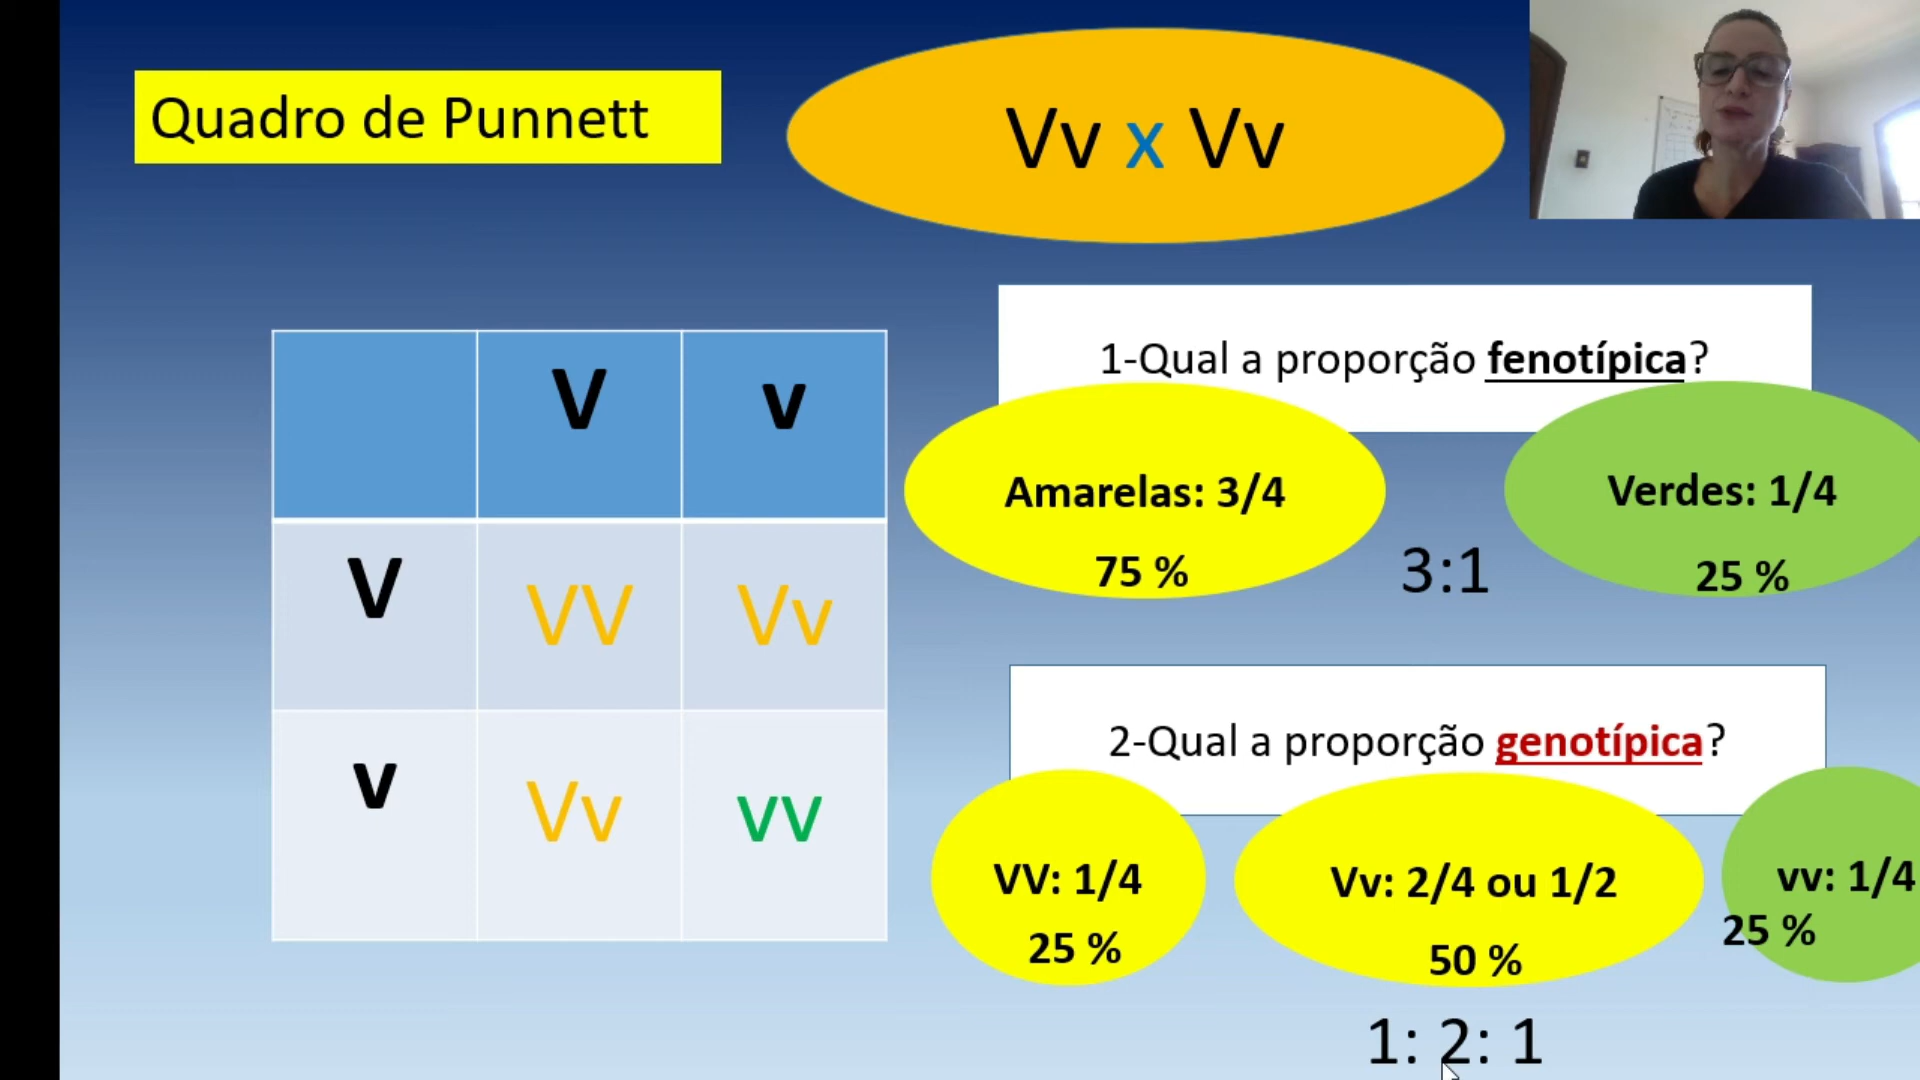 Quadro de Punnett
Vv x Vv
V v
V VV Vv
v Vv vv
1-Qual a proporção fenotípica?
Amarelas: 3/4
75 %
3:1
Verdes: 1/4
25 %
2-Qual a proporção genotípica?
VV: 1/4
25 %
Vv: 2/4 ou 1/2
50 %
vv: 1/4
25 %
1: 2: 1